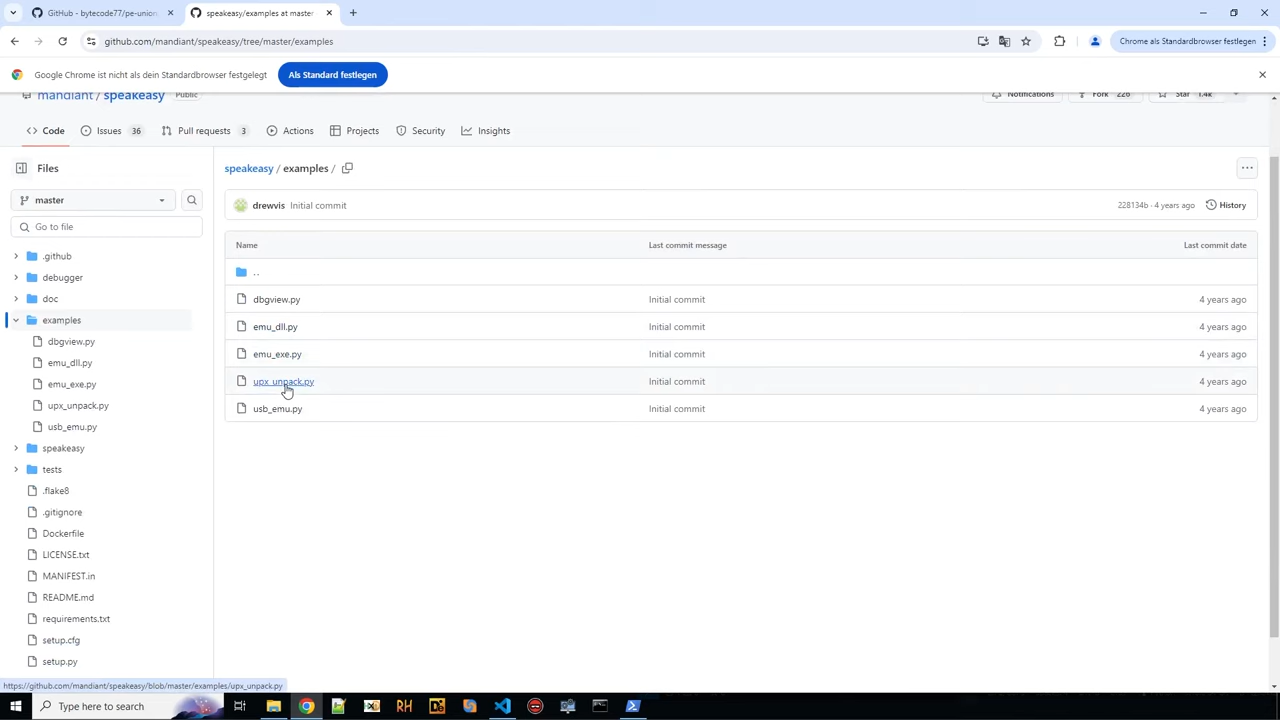 GitHub - bytecode77/pe-union
speakeasy/examples at master
github.com/mandiant/speakeasy/tree/master/examples
Chrome als Standardbrowser festlegen
Google Chrome ist nicht als dein Standardbrowser festgelegt
Als Standard festlegen
mandiant / speakeasy
Public
Notifications
Fork 226
Star 1.4k
Code
Issues 36
Pull requests 3
Actions
Projects
Security
Insights
Files
master
Go to file
.github
debugger
doc
examples
dbgview.py
emu_dll.py
emu_exe.py
upx_unpack.py
usb_emu.py
speakeasy
tests
.flake8
.gitignore
Dockerfile
LICENSE.txt
MANIFEST.in
README.md
requirements.txt
setup.cfg
setup.py
speakeasy / examples /
drewvis Initial commit
228134b · 4 years ago
History
Name Last commit message Last commit date
..
dbgview.py Initial commit 4 years ago
emu_dll.py Initial commit 4 years ago
emu_exe.py Initial commit 4 years ago
upx_unpack.py Initial commit 4 years ago
usb_emu.py Initial commit 4 years ago
https://github.com/mandiant/speakeasy/blob/master/examples/upx_unpack.py
Type here to search
RH